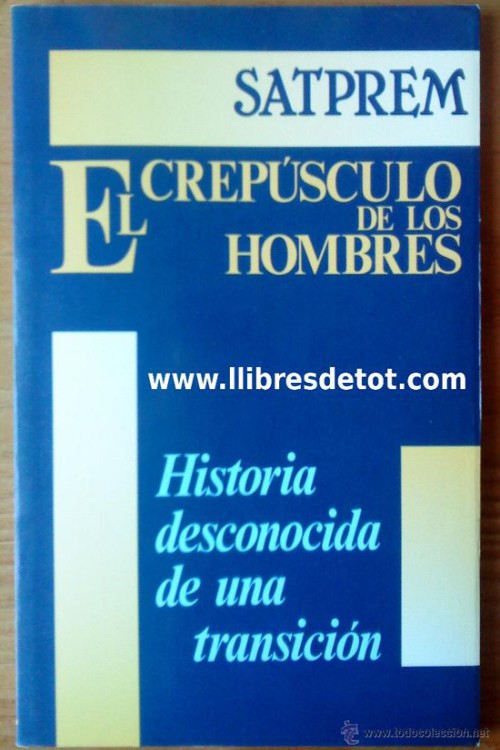 SATPREM
EL CREPÚSCULO
DE LOS
HOMBRES
www.llibresdetot.com
Historia
desconocida
de una
transición
www.todocoleccion.net